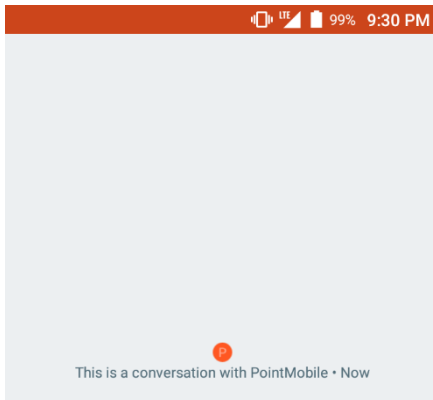 LTE 99% 9:30 PM
P
This is a conversation with PointMobile • Now